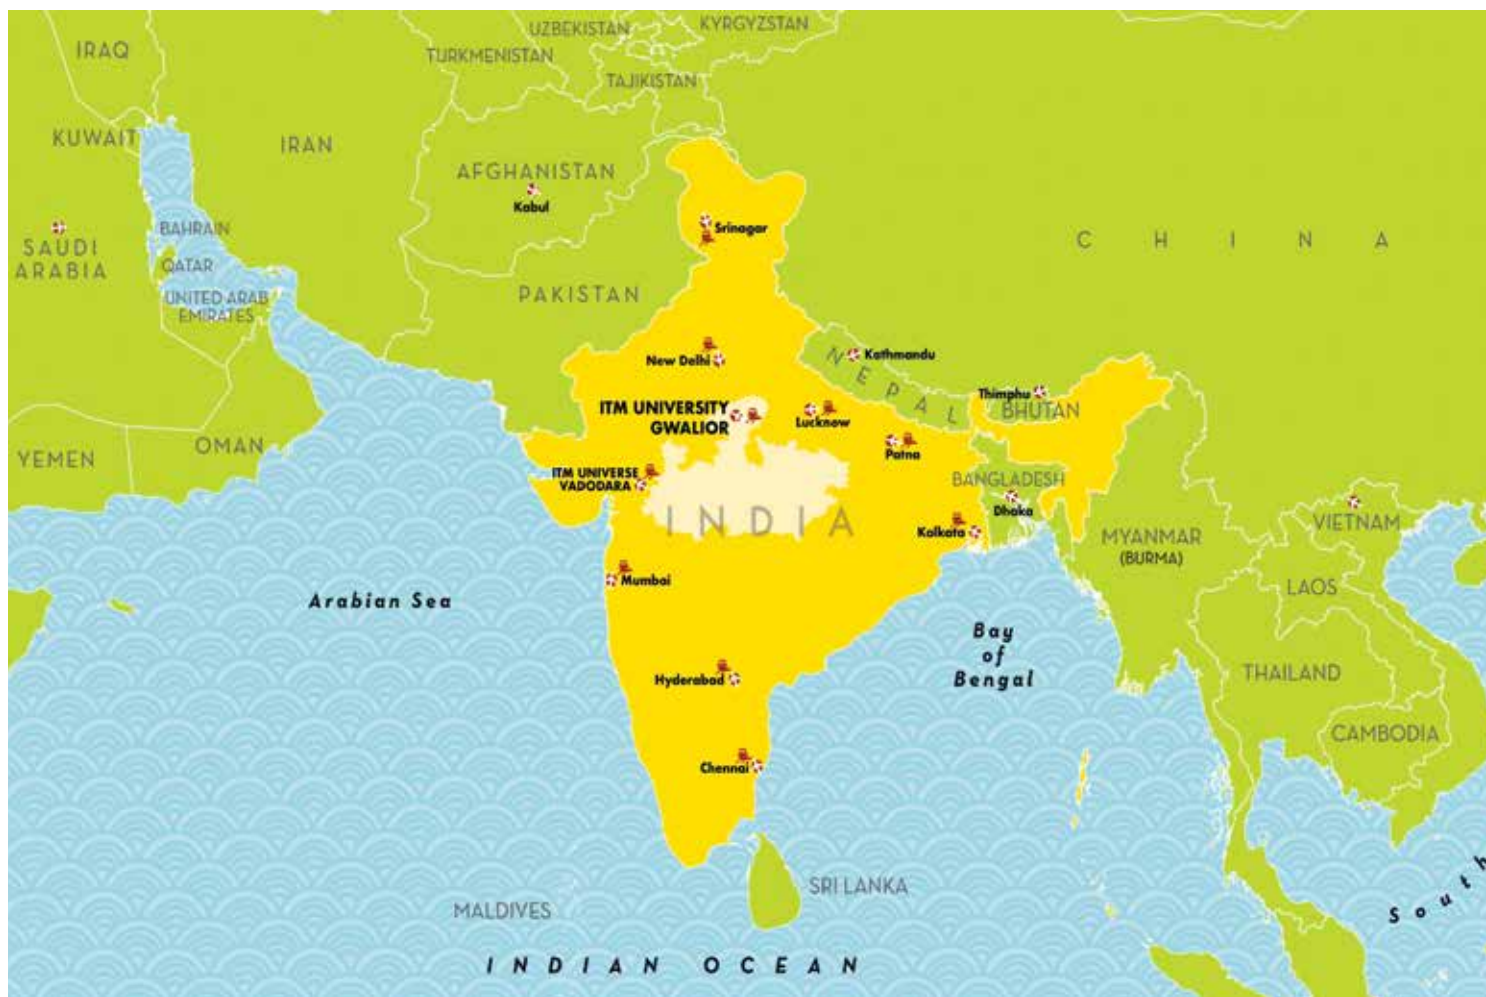 UZBEKISTAN
KYRGYZSTAN
IRAQ
TURKMENISTAN
TAJIKISTAN
KUWAIT
IRAN
AFGHANISTAN
Kabul
Srinagar
BAHRAIN
SAUDI
ARABIA
QATAR
CHINA
PAKISTAN
UNITED ARAB
EMIRATES
New Delhi
NEPAL
Kathmandu
Thimphu
BHUTAN
ITM UNIVERSITY
GWALIOR
Lucknow
OMAN
YEMEN
Patna
ITM UNIVERSE
VADODARA
BANGLADESH
Dhaka
INDIA
Kolkata
VIETNAM
MYANMAR
(BURMA)
LAOS
Mumbai
Arabian Sea
Bay
of
Bengal
Hyderabad
THAILAND
CAMBODIA
Chennai
SRI LANKA
MALDIVES
South
INDIAN OCEAN